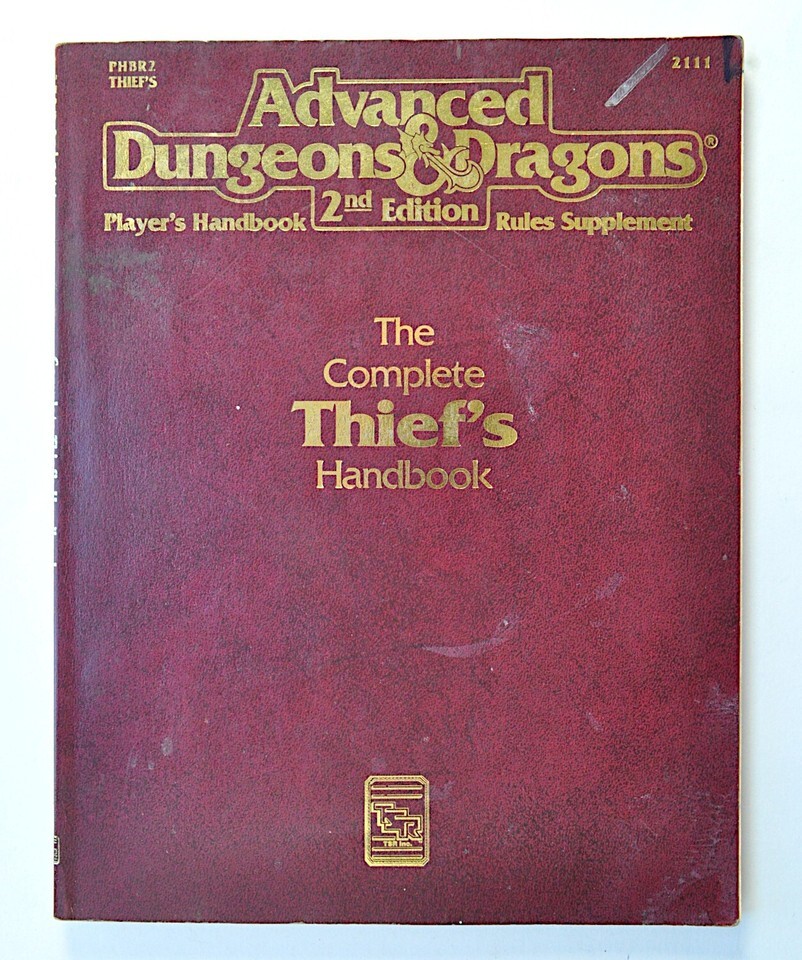 PHBR2
THIEF'S
2111
Advanced
Dungeons & Dragons®
Player's Handbook 2nd Edition Rules Supplement
The
Complete
Thief's
Handbook
TSR
TSR Inc.